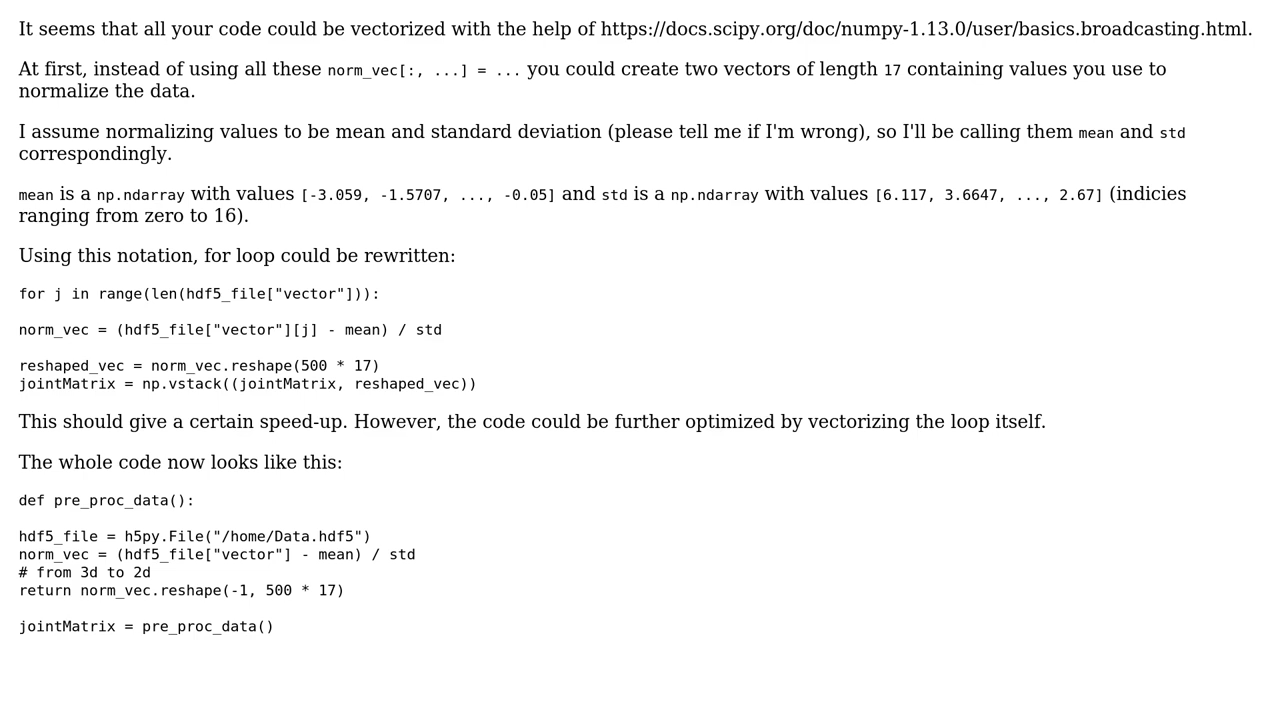 It seems that all your code could be vectorized with the help of https://docs.scipy.org/doc/numpy-1.13.0/user/basics.broadcasting.html.
At first, instead of using all these norm_vec[:, ...] = ... you could create two vectors of length 17 containing values you use to
normalize the data.
I assume normalizing values to be mean and standard deviation (please tell me if I'm wrong), so I'll be calling them mean and std
correspondingly.
mean is a np.ndarray with values [-3.059, -1.5707, ..., -0.05] and std is a np.ndarray with values [6.117, 3.6647, ..., 2.67] (indicies
ranging from zero to 16).
Using this notation, for loop could be rewritten:
for j in range(len(hdf5_file["vector"])):
norm_vec = (hdf5_file["vector"][j] - mean) / std
reshaped_vec = norm_vec.reshape(500 * 17)
jointMatrix = np.vstack((jointMatrix, reshaped_vec))
This should give a certain speed-up. However, the code could be further optimized by vectorizing the loop itself.
The whole code now looks like this:
def pre_proc_data():
hdf5_file = h5py.File("/home/Data.hdf5")
norm_vec = (hdf5_file["vector"] - mean) / std
# from 3d to 2d
return norm_vec.reshape(-1, 500 * 17)
jointMatrix = pre_proc_data()